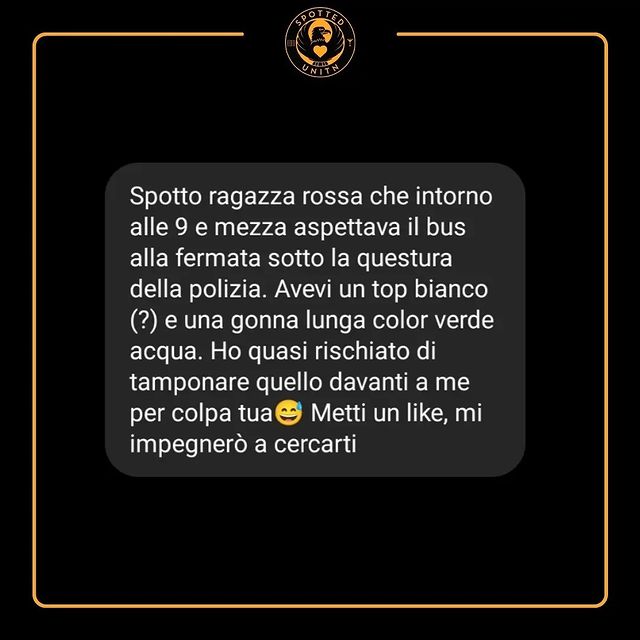 SPOTTED
UNITN
Spotto ragazza rossa che intorno
alle 9 e mezza aspettava il bus
alla fermata sotto la questura
della polizia. Avevi un top bianco
(?) e una gonna lunga color verde
acqua. Ho quasi rischiato di
tamponare quello davanti a me
per colpa tua😅 Metti un like, mi
impegnerò a cercarti